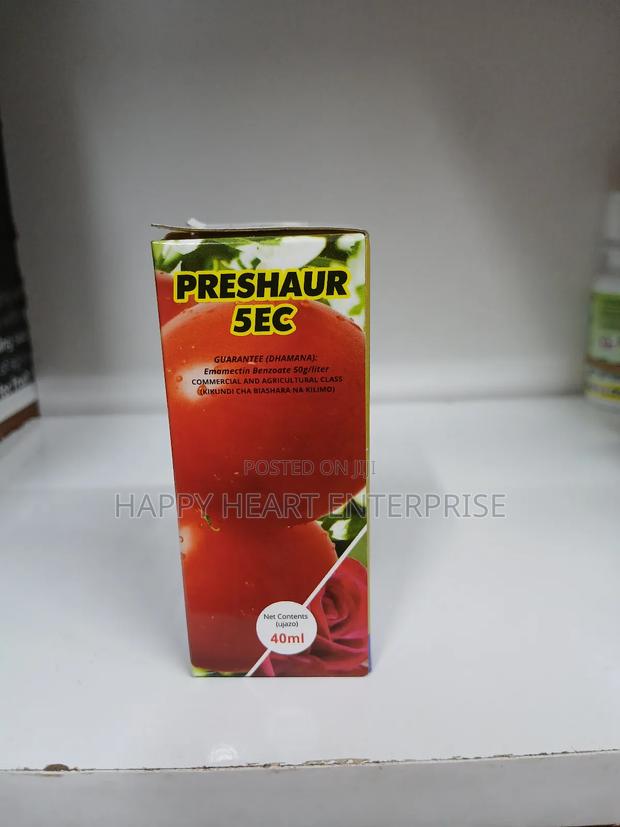 PRESHAUR
5EC
GUARANTEE (DHAMANA):
Emamectin Benzoate 50g/liter
COMMERCIAL AND AGRICULTURAL CLASS
(KIKUNDI CHA BIASHARA NA KILIMO)
POSTED ON JIJI
HAPPY HEART ENTERPRISE
Net Contents
(ujazo)
40ml